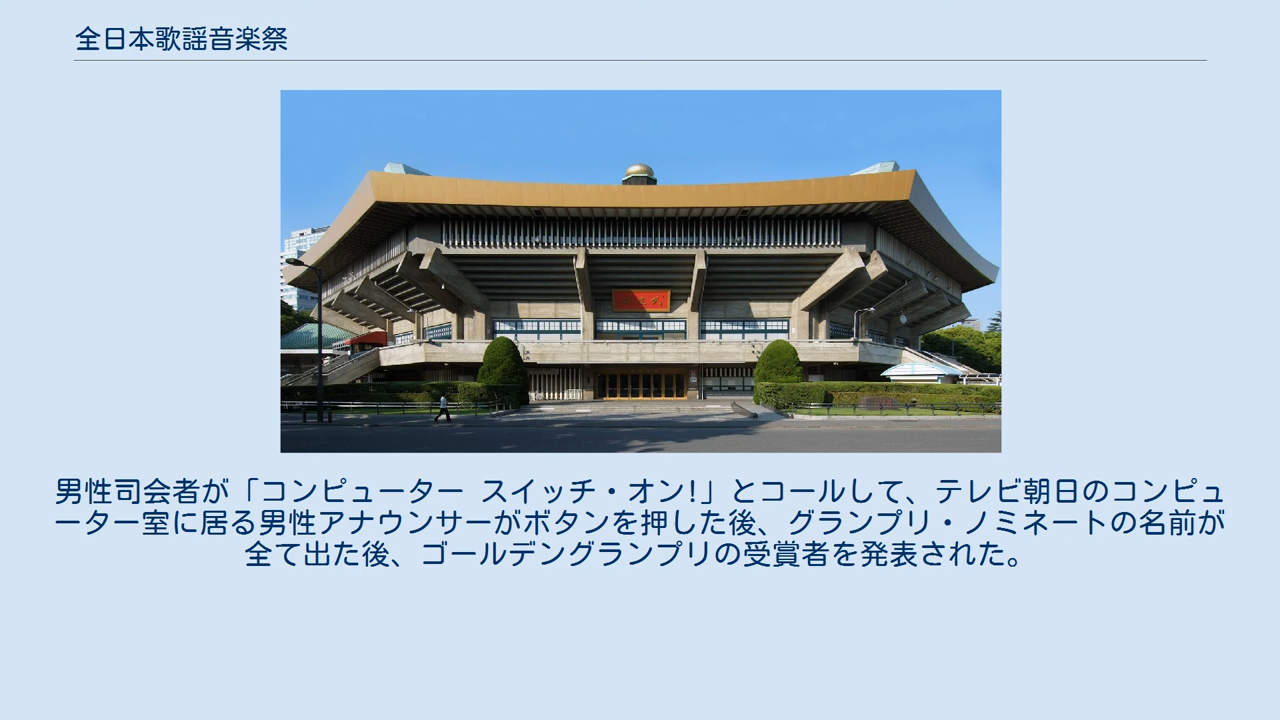 全日本歌謡音楽祭
男性司会者が「コンピューター スイッチ・オン!」とコールして、テレビ朝日のコンピュ
ーター室に居る男性アナウンサーがボタンを押した後、グランプリ・ノミネートの名前が
全て出た後、ゴールデングランプリの受賞者を発表された。